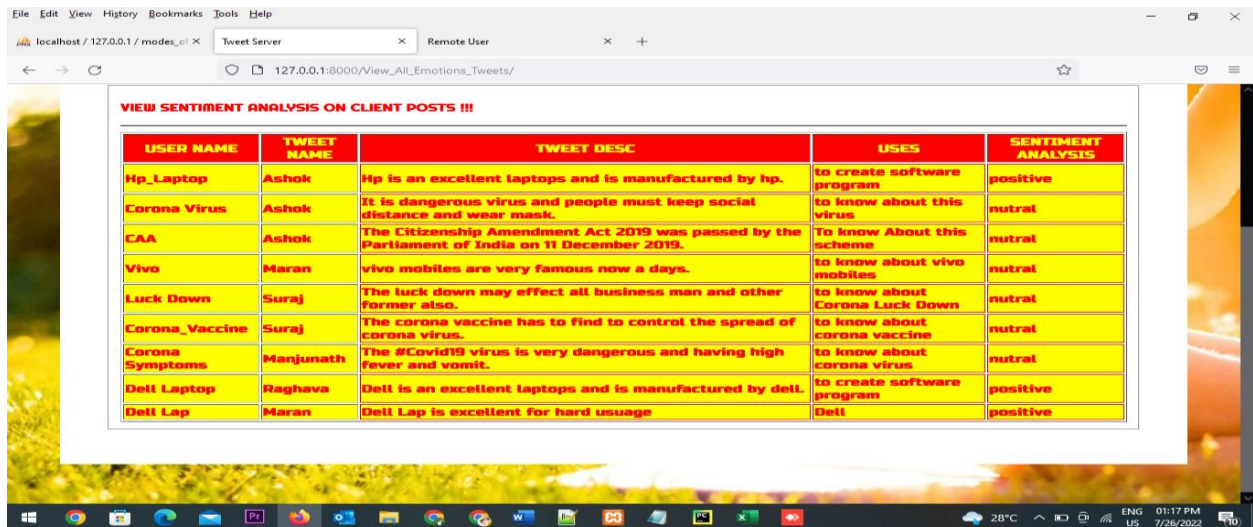 File Edit View History Bookmarks Tools Help
localhost / 127.0.0.1 / modes_of Tweet Server Remote User
127.0.0.1:8000/View_All_Emotions_Tweets/
VIEW SENTIMENT ANALYSIS ON CLIENT POSTS !!!
USER NAME TWEET NAME TWEET DESC USES SENTIMENT ANALYSIS
Hp_Laptop Ashok Hp is an excellent laptops and is manufactured by hp. to create software program positive
Corona Virus Ashok It is dangerous virus and people must keep social distance and wear mask. to know about this virus nutral
CAA Ashok The Citizenship Amendment Act 2019 was passed by the Parliament of India on 11 December 2019. To know About this scheme nutral
Vivo Maran vivo mobiles are very famous now a days. to know about vivo mobiles nutral
Luck Down Suraj The luck down may effect all business man and other former also. to know about Corona Luck Down nutral
Corona_Vaccine Suraj The corona vaccine has to find to control the spread of corona virus. to know about corona vaccine nutral
Corona Symptoms Manjunath The #Covid19 virus is very dangerous and having high fever and vomit. to know about corona virus nutral
Dell Laptop Raghava Dell is an excellent laptops and is manufactured by dell. to create software program positive
Dell Lap Maran Dell Lap is excellent for hard usuage Dell positive
28°C ENG US 01:17 PM 7/26/2022